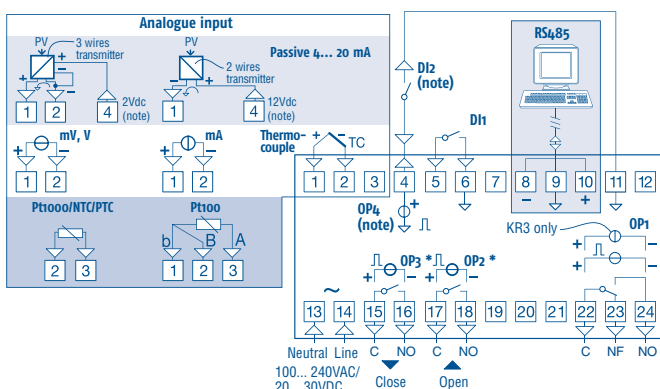 Analogue input
PV
3 wires
transmitter
+
−
+
−
1
2
4
2Vdc
(note)
PV
Passive 4... 20 mA
+
−
2 wires
transmitter
1
4
12Vdc
(note)
mV, V
+
−
1
2
mA
+
−
1
2
Pt1000/NTC/PTC
2
3
Pt100
b
B
A
1
2
3
Thermo-
couple
+
−
TC
DI2
(note)
DI1
RS485
1
2
3
4
5
6
7
8
9
10
11
12
−
+
OP4
(note)
+
KR3 only
OP1
+
−
+
−
OP3 *
+
−
OP2 *
+
−
~
13
14
15
16
17
18
19
20
21
22
23
24
Neutral
Line
C
NO
C
NO
C
NF
NO
100... 240VAC/
20... 30VDC
Close
Open